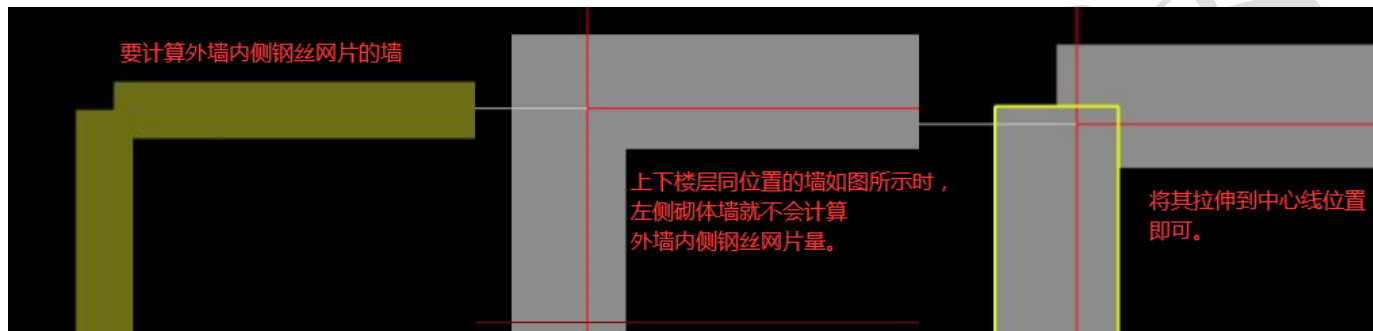 要计算外墙内侧钢丝网片的墙
上下楼层同位置的墙如图所示时，
左侧砌体墙就不会计算
外墙内侧钢丝网片量。
将其拉伸到中心线位置
即可。